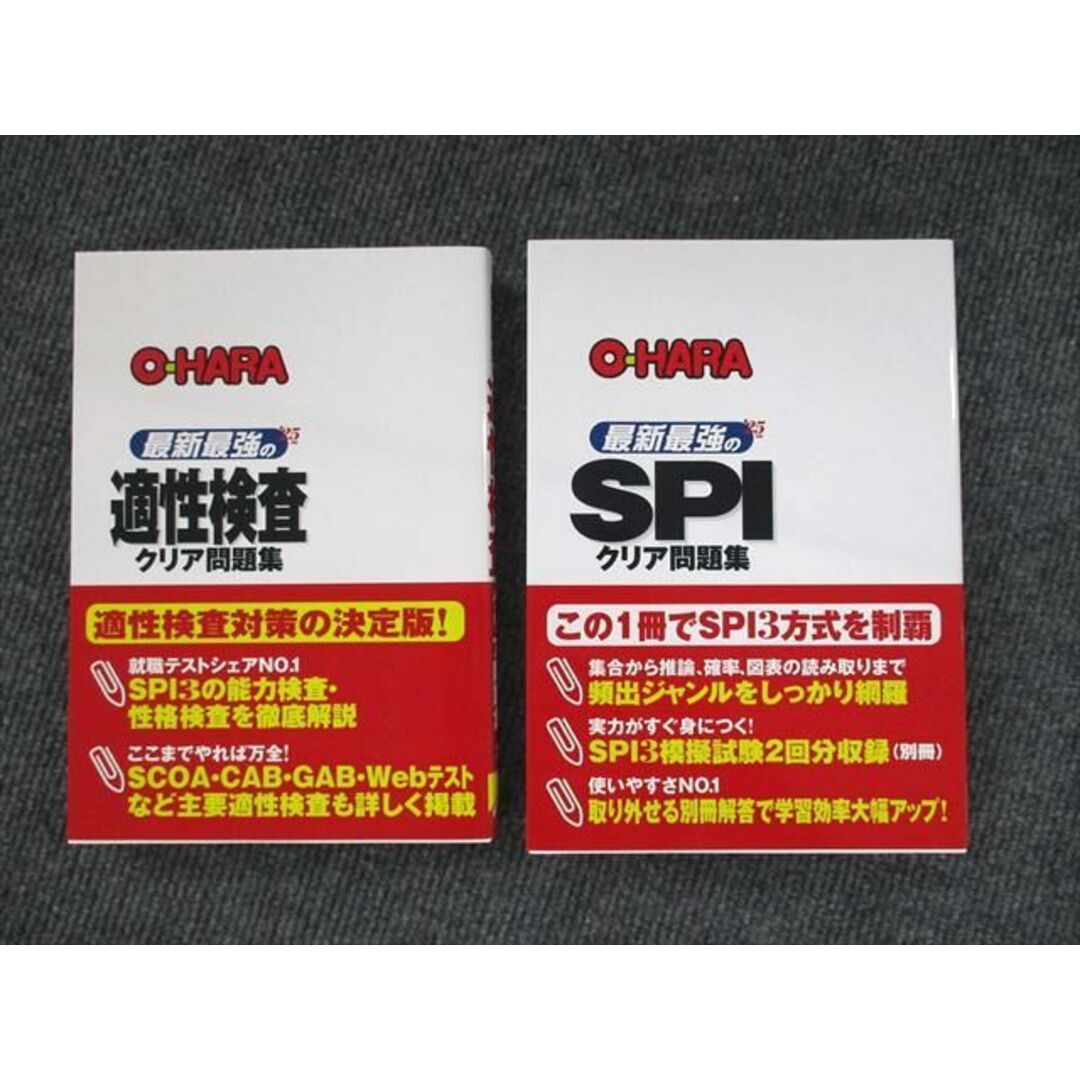 O-HARA
最新最強の '25
適性検査
クリア問題集
適性検査対策の決定版!
就職テストシェアNO.1
SPI3の能力検査・
性格検査を徹底解説
ここまでやれば万全!
SCOA・CAB・GAB・Webテスト
など主要適性検査も詳しく掲載
O-HARA
最新最強の '25
SPI
クリア問題集
この1冊でSPI3方式を制覇
集合から推論、確率、図表の読み取りまで
頻出ジャンルをしっかり網羅
実力がすぐ身につく!
SPI3模擬試験2回分収録(別冊)
使いやすさNO.1
取り外せる別冊解答で学習効率大幅アップ!